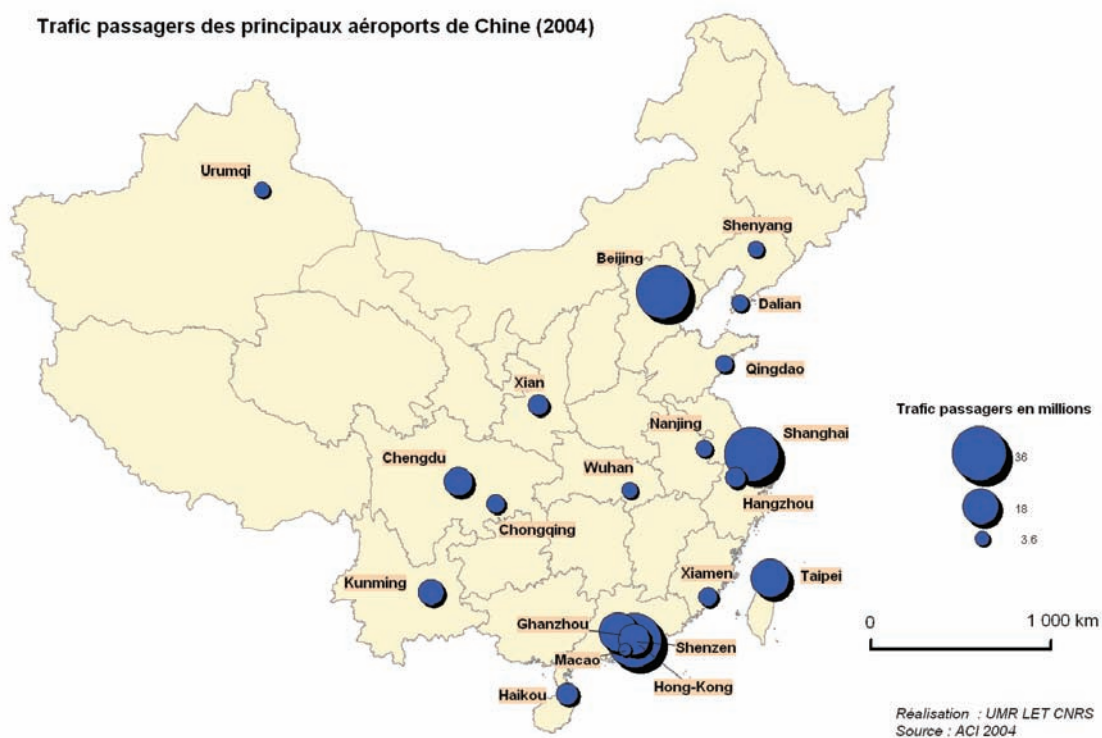 Trafic passagers des principaux aéroports de Chine (2004)
Urumqi
Shenyang
Beijing
Dalian
Qingdao
Xian
Trafic passagers en millions
Nanjing
Shanghai
36
Chengdu
Wuhan
Hangzhou
18
Chongqing
3.6
Kunming
Xiamen
Taipei
Ghanzhou
0
1 000 km
Shenzen
Macao
Hong-Kong
Haikou
Réalisation : UMR LET CNRS
Source : ACI 2004